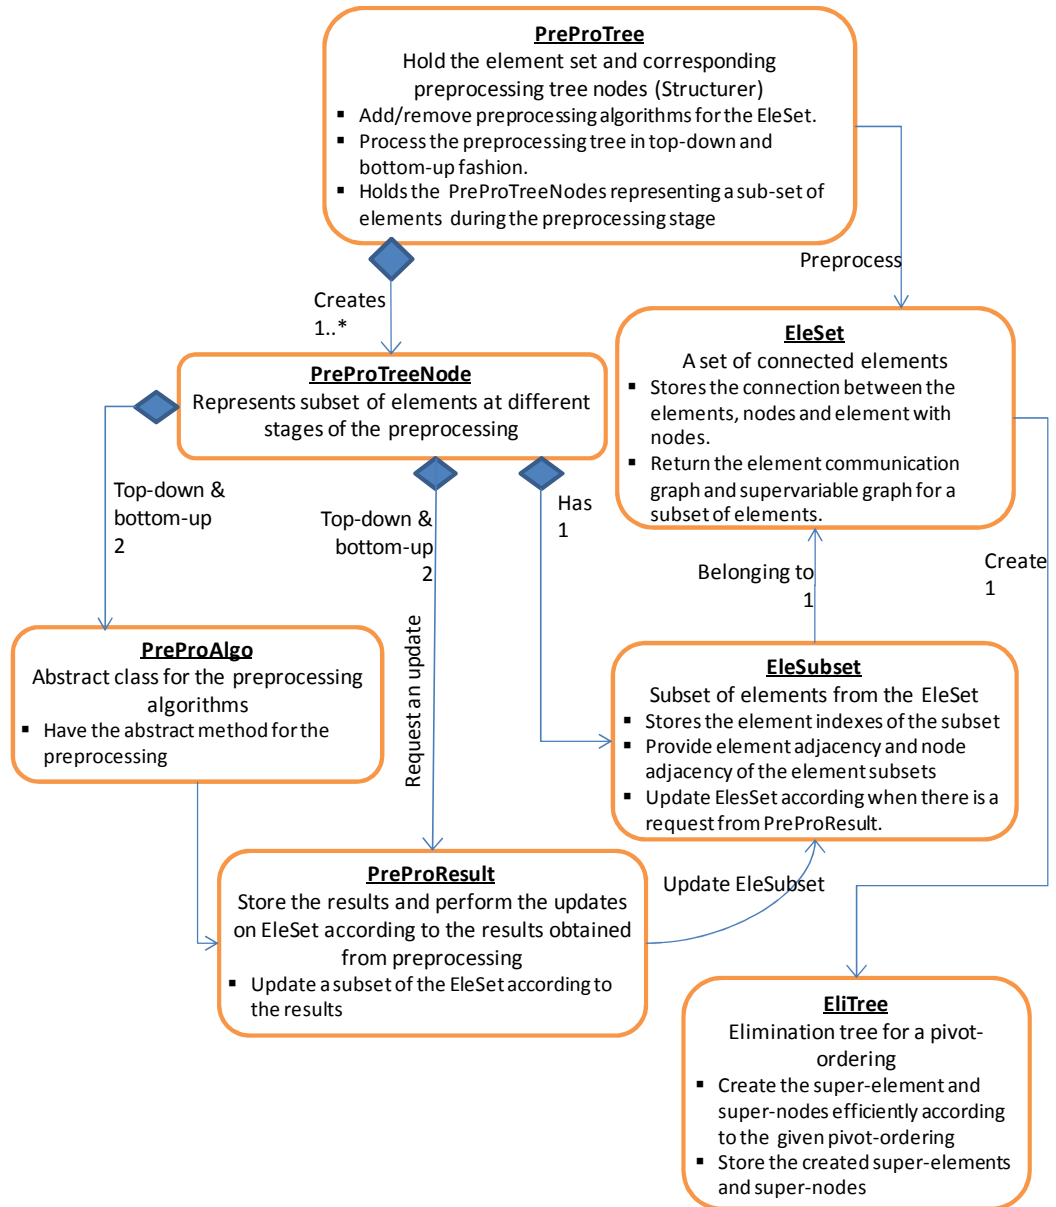 PreProTree
Hold the element set and corresponding
preprocessing tree nodes (Structurer)
▪ Add/remove preprocessing algorithms for the EleSet.
▪ Process the preprocessing tree in top-down and
bottom-up fashion.
▪ Holds the PreProTreeNodes representing a sub-set of
elements during the preprocessing stage
Preprocess
Creates
1..*
EleSet
A set of connected elements
▪ Stores the connection between the
elements, nodes and element with
nodes.
▪ Return the element communication
graph and supervariable graph for a
subset of elements.
PreProTreeNode
Represents subset of elements at different
stages of the preprocessing
Top-down &
bottom-up
2
Top-down &
bottom-up
2
Has
1
Request an update
Belonging to
1
Create
1
PreProAlgo
Abstract class for the preprocessing
algorithms
▪ Have the abstract method for the
preprocessing
EleSubset
Subset of elements from the EleSet
▪ Stores the element indexes of the subset
▪ Provide element adjacency and node
adjacency of the element subsets
▪ Update ElesSet according when there is a
request from PreProResult.
PreProResult
Store the results and perform the updates
on EleSet according to the results obtained
from preprocessing
▪ Update a subset of the EleSet according to
the results
Update EleSubset
EliTree
Elimination tree for a pivot-
ordering
▪ Create the super-element and
super-nodes efficiently according
to the given pivot-ordering
▪ Store the created super-elements
and super-nodes